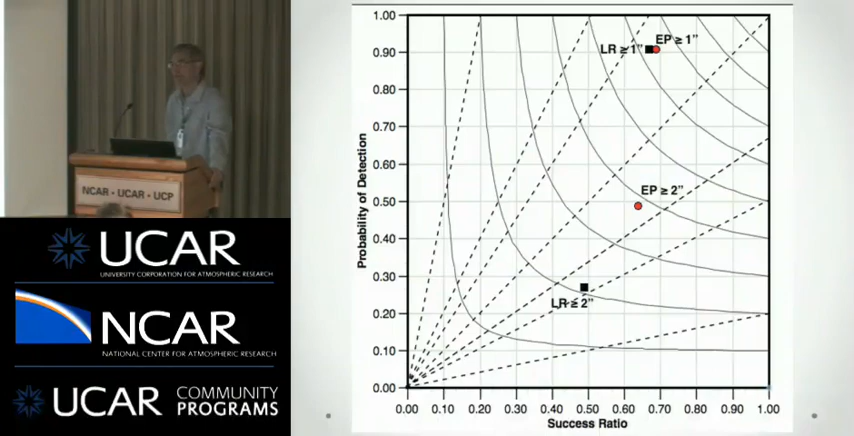 NCAR • UCAR • UCP
UCAR
UNIVERSITY CORPORATION FOR ATMOSPHERIC RESEARCH
NCAR
NATIONAL CENTER FOR ATMOSPHERIC RESEARCH
UCAR COMMUNITY
PROGRAMS
1.00
0.90
0.80
0.70
0.60
0.50
0.40
0.30
0.20
0.10
0.00
Probability of Detection
LR ≥ 1" EP ≥ 1"
EP ≥ 2"
LR ≥ 2"
0.00 0.10 0.20 0.30 0.40 0.50 0.60 0.70 0.80 0.90 1.00
Success Ratio